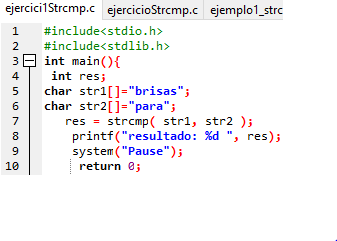 ejercici1Strcmp.c ejercicioStrcmp.c ejemplo1_strc
1 #include<stdio.h>
2 #include<stdlib.h>
3 int main(){
4 int res;
5 char str1[]="brisas";
6 char str2[]="para";
7 res = strcmp( str1, str2 );
8 printf("resultado: %d ", res);
9 system("Pause");
10 return 0;